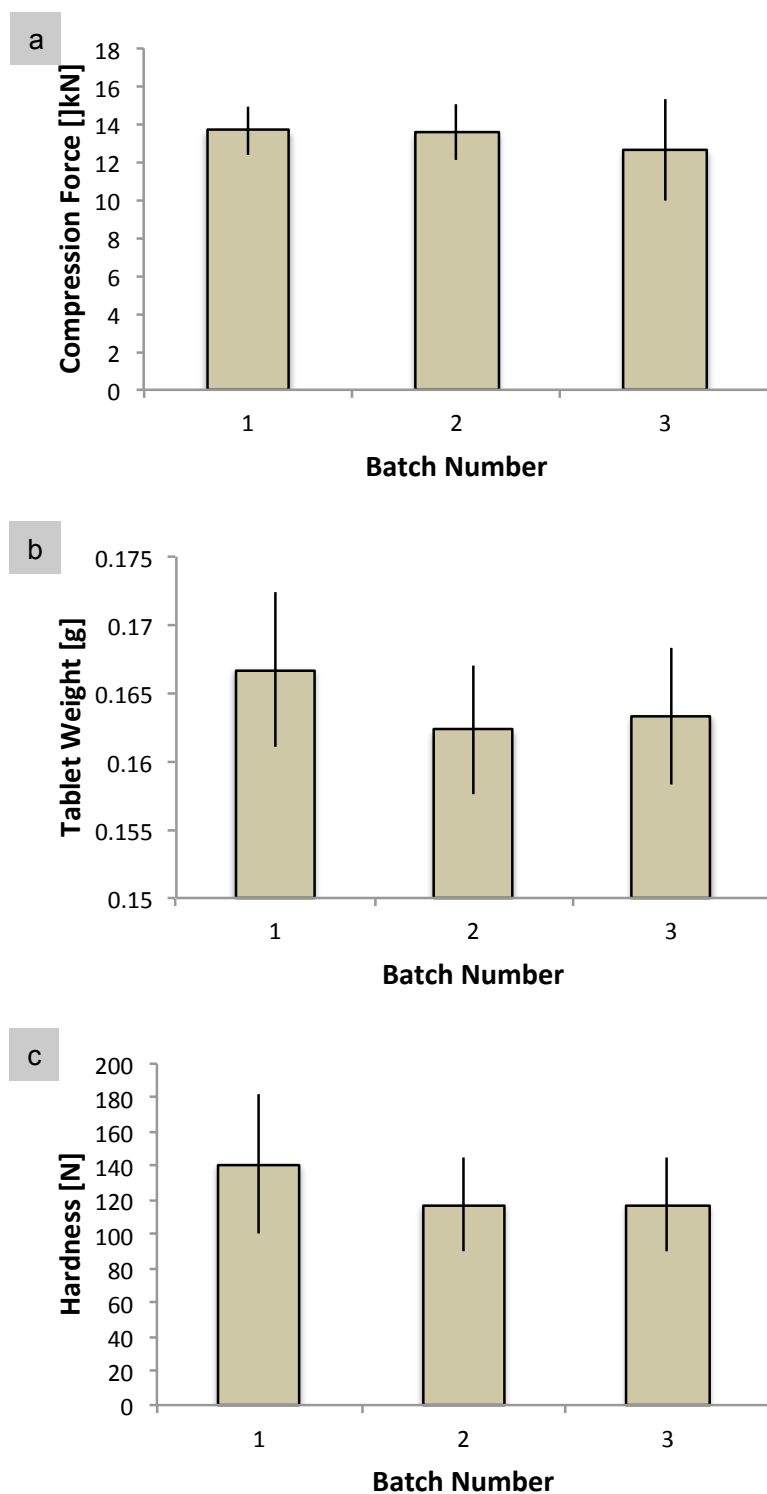 a
Compression Force []kN]
18
16
14
12
10
8
6
4
2
0
1 2 3
Batch Number
b
Tablet Weight [g]
0.175
0.17
0.165
0.16
0.155
0.15
1 2 3
Batch Number
c
Hardness [N]
200
180
160
140
120
100
80
60
40
20
0
1 2 3
Batch Number